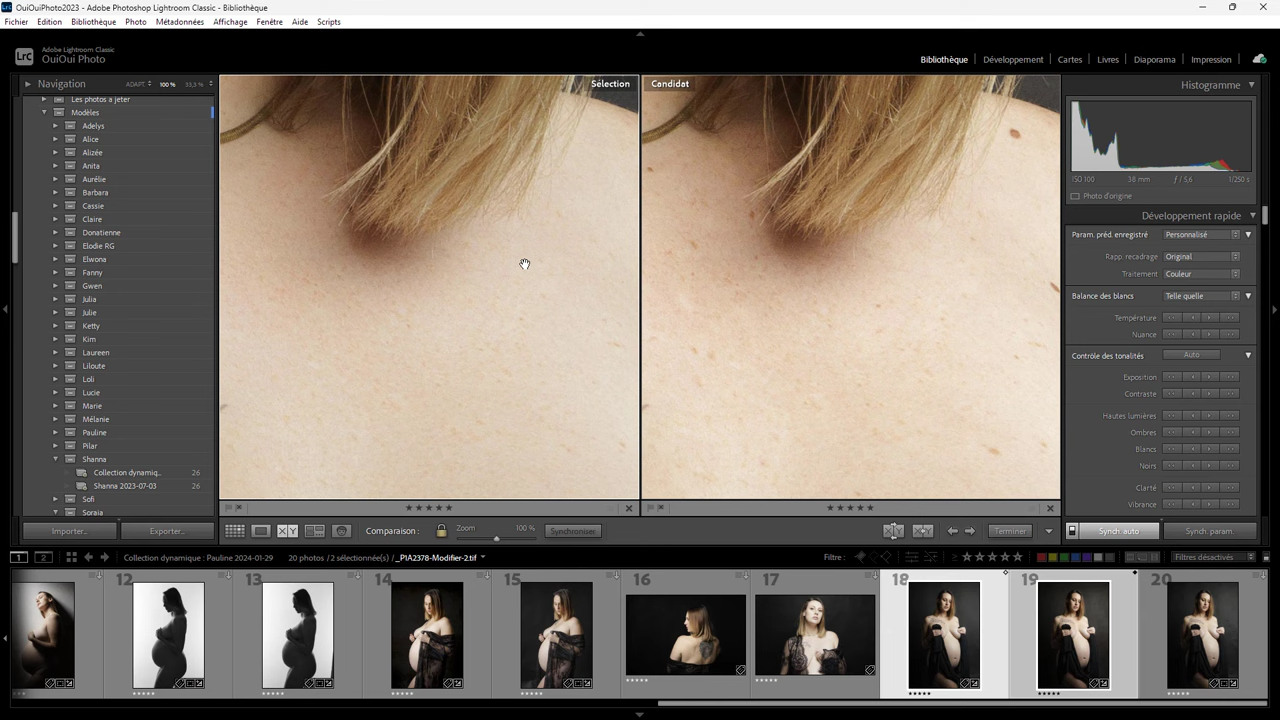 OuiOuiPhoto2023 - Adobe Photoshop Lightroom Classic - Bibliothèque
Fichier Edition Bibliothèque Photo Métadonnées Affichage Fenêtre Aide Scripts
Lrc Adobe Lightroom Classic
OuiOui Photo
Bibliothèque | Développement | Cartes | Livres | Diaporama | Impression
Navigation ADAPT 100 % 33,3 %
Les photos à jeter
Modèles
Adelys
Alice
Alizée
Anita
Aurélie
Barbara
Cassie
Claire
Donatienne
Elodie RG
Elwona
Fanny
Gwen
Julia
Julie
Ketty
Kim
Laureen
Liloute
Loli
Lucie
Marie
Mélanie
Pauline
Pilar
Shanna
Collection dynamiq... 26
Shanna 2023-07-03 26
Sofi
Soraia
Importer... Exporter...
Sélection
Candidat
Comparaison : Zoom 100 % Synchroniser
Terminer
Histogramme
ISO 100 38 mm ƒ / 5,6 1/250 s
Photo d'origine
Développement rapide
Param. préd. enregistré Personnalisé
Rapp. recadrage Original
Traitement Couleur
Balance des blancs Telle quelle
Température
Nuance
Contrôle des tonalités Auto
Exposition
Contraste
Hautes lumières
Ombres
Blancs
Noirs
Clarté
Vibrance
Synch. auto Synch. param.
1 2 Collection dynamique : Pauline 2024-01-29 20 photos / 2 sélectionnée(s) / _P1A2378-Modifier-2.tif
Filtre : Filtres désactivés
12 13 14 15 16 17 18 19 20